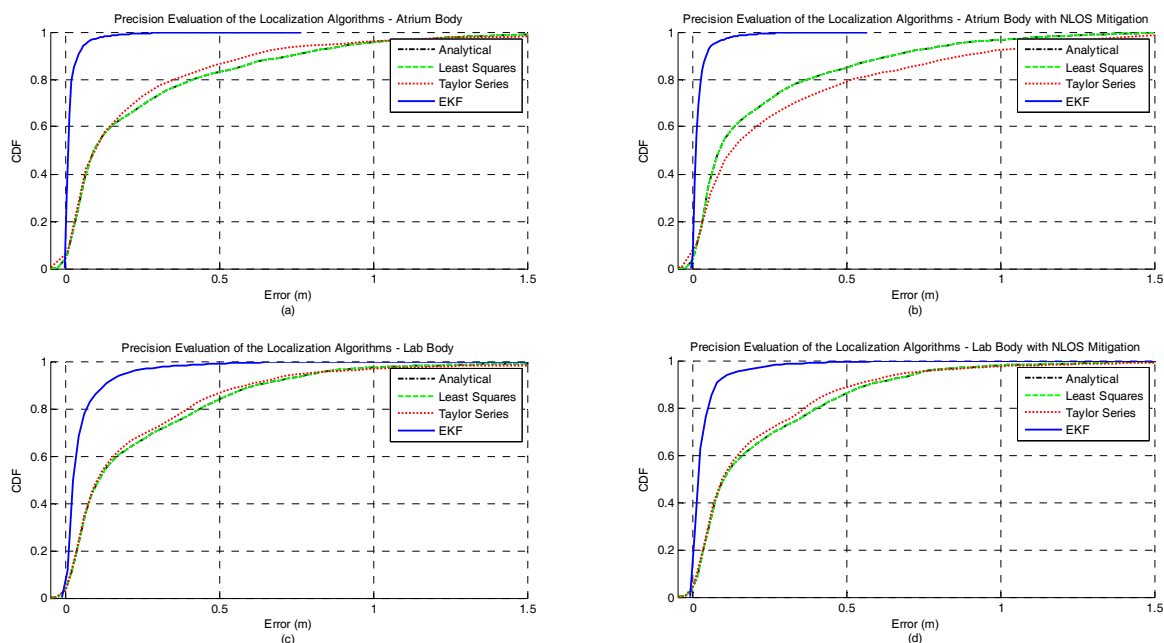 Precision Evaluation of the Localization Algorithms - Atrium Body
1
0.8
0.6
0.4
0.2
0
CDF
Analytical
Least Squares
Taylor Series
EKF
0
0.5
1
1.5
Error (m)
(a)
Precision Evaluation of the Localization Algorithms - Atrium Body with NLOS Mitigation
1
0.8
0.6
0.4
0.2
0
CDF
Analytical
Least Squares
Taylor Series
EKF
0
0.5
1
1.5
Error (m)
(b)
Precision Evaluation of the Localization Algorithms - Lab Body
1
0.8
0.6
0.4
0.2
0
CDF
Analytical
Least Squares
Taylor Series
EKF
0
0.5
1
1.5
Error (m)
(c)
Precision Evaluation of the Localization Algorithms - Lab Body with NLOS Mitigation
1
0.8
0.6
0.4
0.2
0
CDF
Analytical
Least Squares
Taylor Series
EKF
0
0.5
1
1.5
Error (m)
(d)